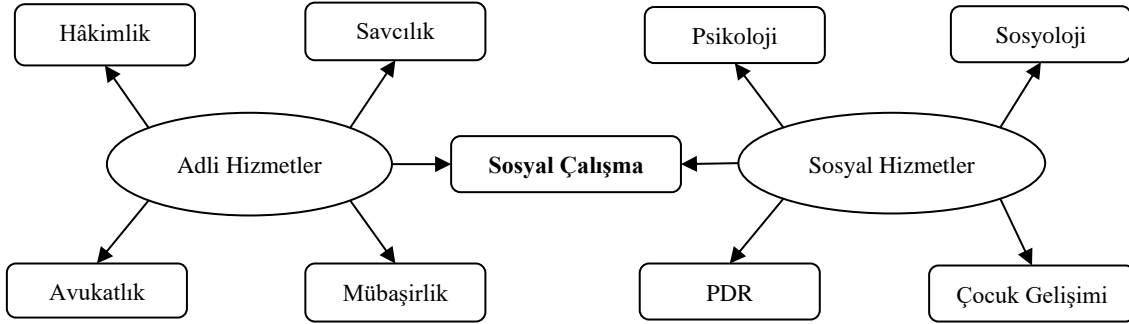 Hâkimlik
Savcılık
Psikoloji
Sosyoloji
Adli Hizmetler
Sosyal Çalışma
Sosyal Hizmetler
Avukatlık
Mübaşirlik
PDR
Çocuk Gelişimi